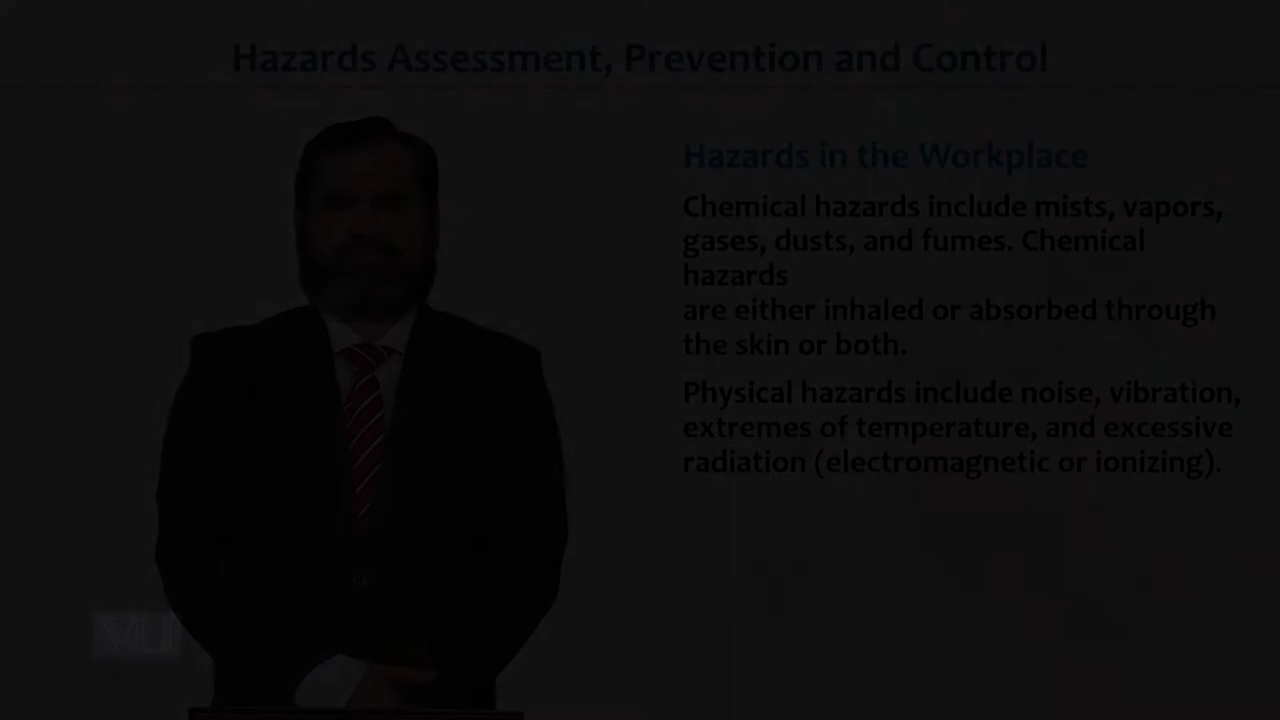 Hazards Assessment, Prevention and Control
Hazards in the Workplace
Chemical hazards include mists, vapors,
gases, dusts, and fumes. Chemical
hazards
are either inhaled or absorbed through
the skin or both.
Physical hazards include noise, vibration,
extremes of temperature, and excessive
radiation (electromagnetic or ionizing).
VU